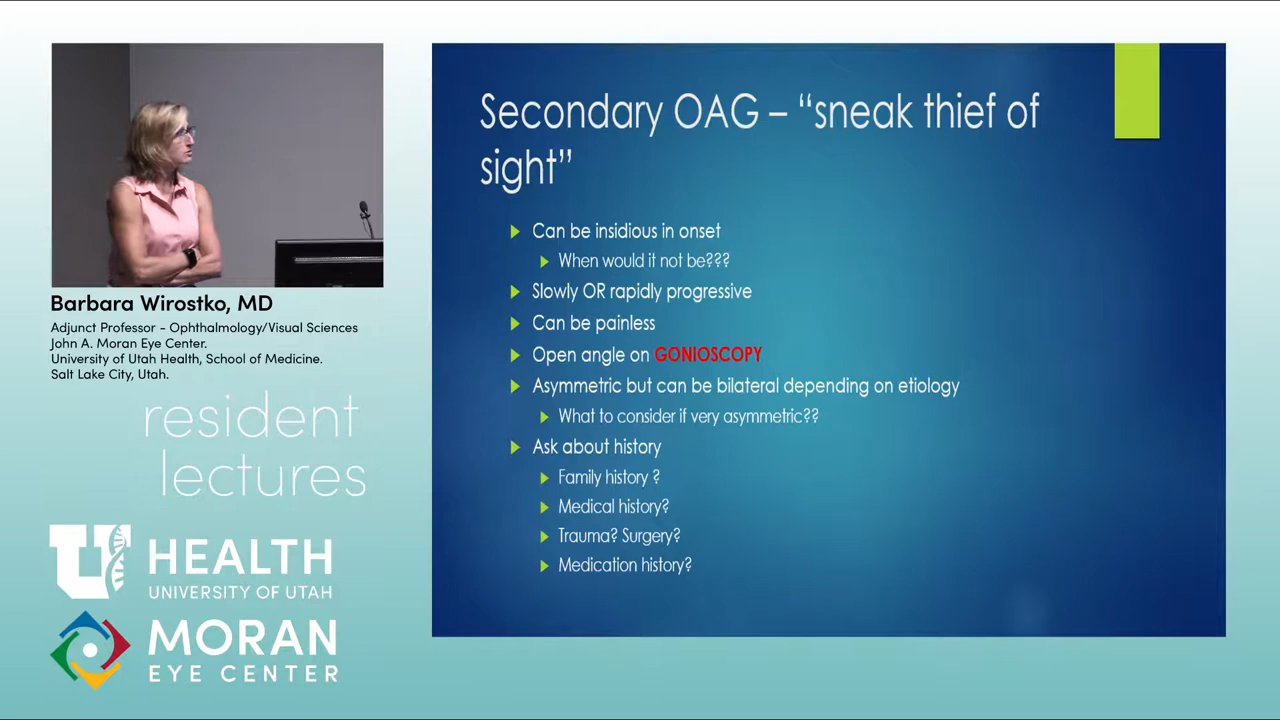 Barbara Wirostko, MD
Adjunct Professor - Ophthalmology/Visual Sciences
John A. Moran Eye Center.
University of Utah Health, School of Medicine.
Salt Lake City, Utah.
resident
lectures
U
HEALTH
UNIVERSITY OF UTAH
MORAN
EYE CENTER
Secondary OAG – “sneak thief of
sight”
Can be insidious in onset
When would it not be???
Slowly OR rapidly progressive
Can be painless
Open angle on GONIOSCOPY
Asymmetric but can be bilateral depending on etiology
What to consider if very asymmetric??
Ask about history
Family history ?
Medical history?
Trauma? Surgery?
Medication history?